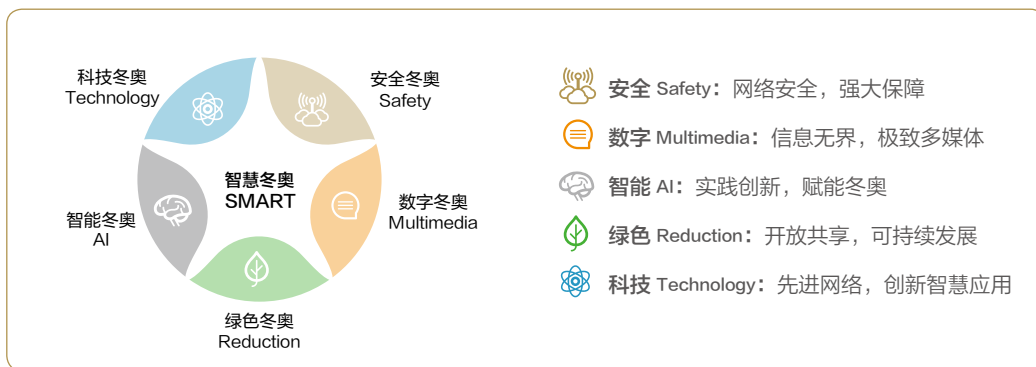 科技冬奥
Technology
安全冬奥
Safety
智慧冬奥
SMART
智能冬奥
AI
数字冬奥
Multimedia
绿色冬奥
Reduction
安全 Safety：网络安全，强大保障
数字 Multimedia：信息无界，极致多媒体
智能 AI：实践创新，赋能冬奥
绿色 Reduction：开放共享，可持续发展
科技 Technology：先进网络，创新智慧应用